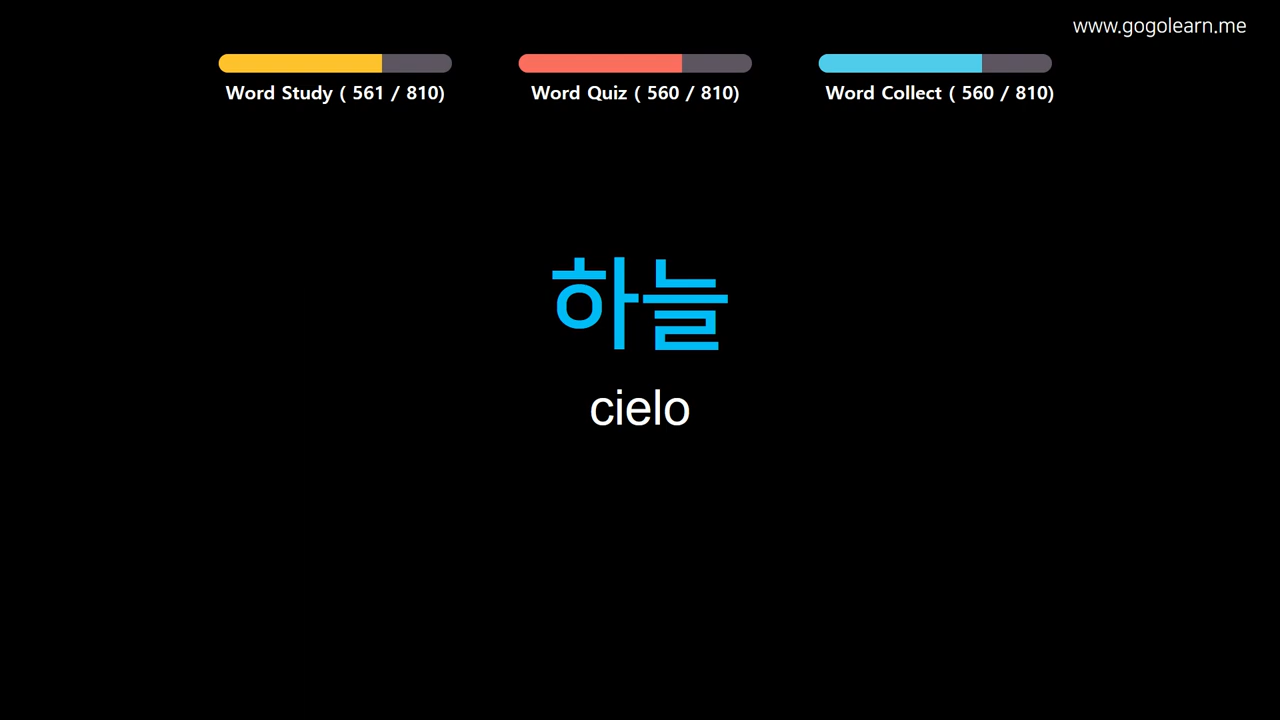 www.gogolearn.me
Word Study ( 561 / 810)
Word Quiz ( 560 / 810)
Word Collect ( 560 / 810)
하늘
cielo